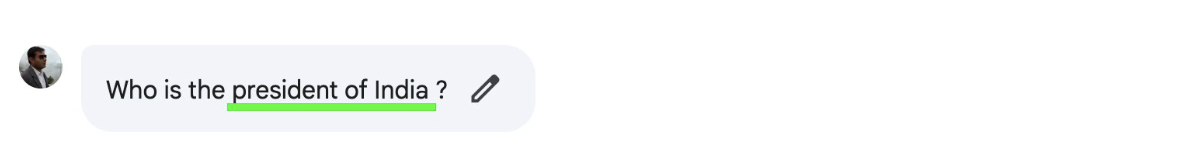 Who is the president of India ?